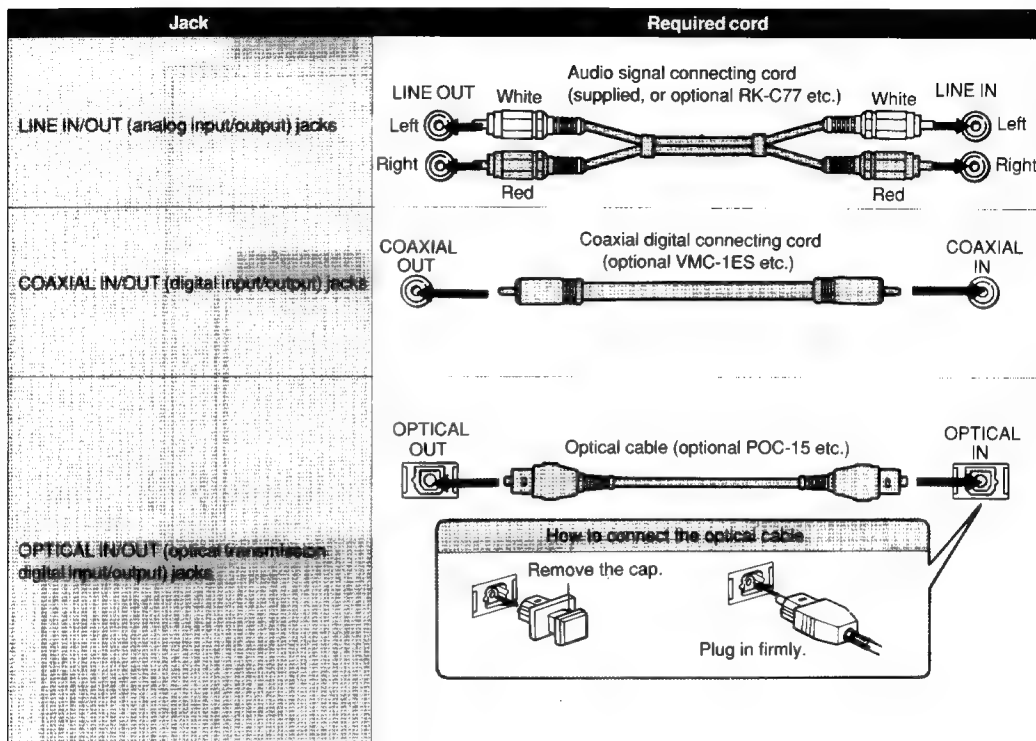 Jack
Required cord
LINE IN/OUT (analog input/output) jacks
Audio signal connecting cord
(supplied, or optional RK-C77 etc.)
LINE OUT
White
White
LINE IN
Left
Left
Right
Right
Red
Red
COAXIAL IN/OUT (digital input/output) jacks
COAXIAL
OUT
Coaxial digital connecting cord
(optional VMC-1ES etc.)
COAXIAL
IN
OPTICAL IN/OUT (optical transmission
digital input/output) jacks
OPTICAL
OUT
Optical cable (optional POC-15 etc.)
OPTICAL
IN
How to connect the optical cable
Remove the cap.
Plug in firmly.